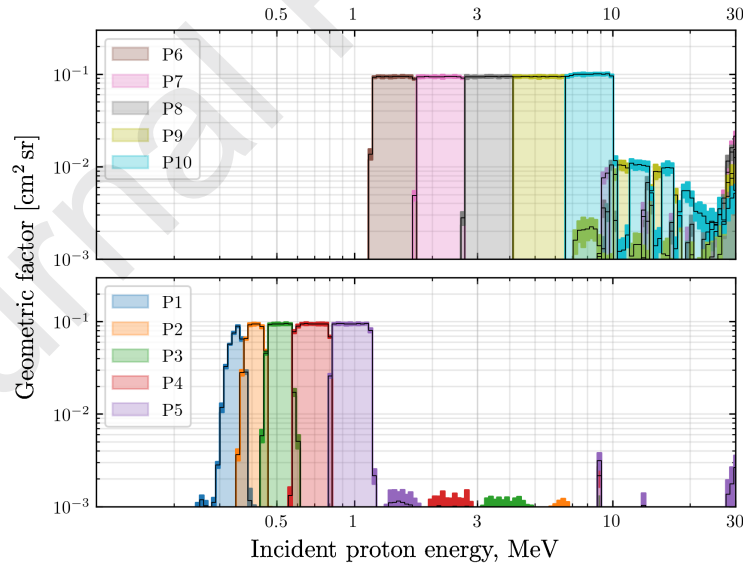 0.5 1 3 10 30
P6
P7
P8
P9
P10
10⁻¹
10⁻²
10⁻³
Geometric factor [cm² sr]
P1
P2
P3
P4
P5
10⁻¹
10⁻²
10⁻³
0.5 1 3 10 30
Incident proton energy, MeV